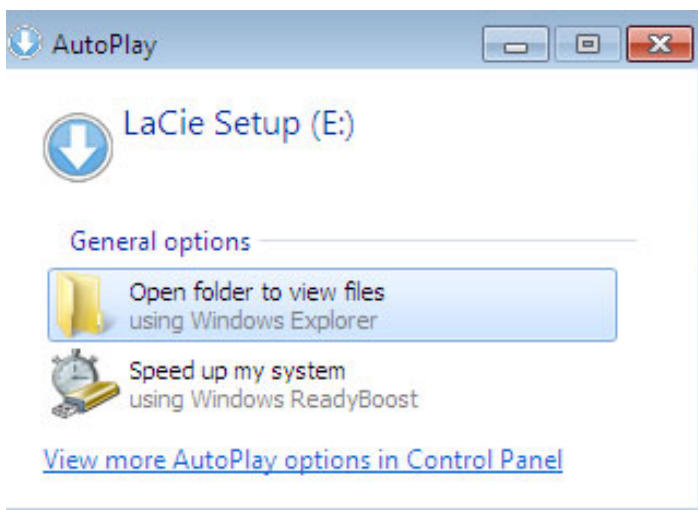 AutoPlay
LaCie Setup (E:)
General options
Open folder to view files
using Windows Explorer
Speed up my system
using Windows ReadyBoost
View more AutoPlay options in Control Panel